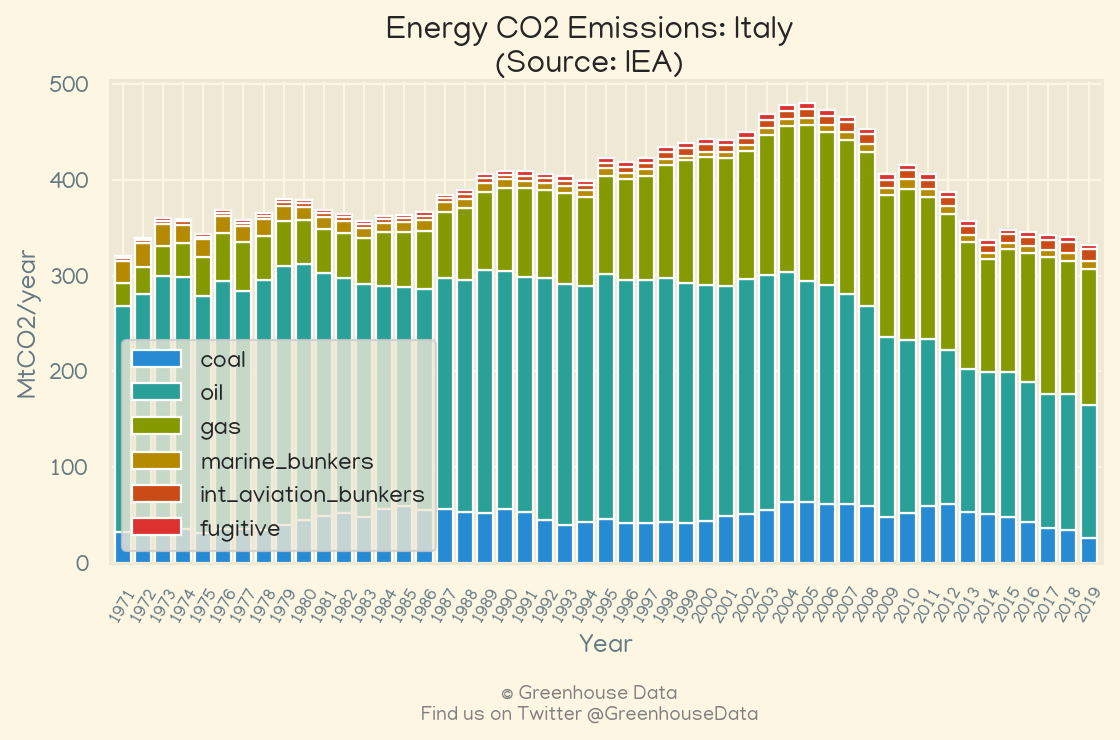 Energy CO2 Emissions: Italy
(Source: IEA)
500
400
300
200
100
0
MtCO2/year
coal
oil
gas
marine_bunkers
int_aviation_bunkers
fugitive
1971 1972 1973 1974 1975 1976 1977 1978 1979 1980 1981 1982 1983 1984 1985 1986 1987 1988 1989 1990 1991 1992 1993 1994 1995 1996 1997 1998 1999 2000 2001 2002 2003 2004 2005 2006 2007 2008 2009 2010 2011 2012 2013 2014 2015 2016 2017 2018 2019
Year
© Greenhouse Data
Find us on Twitter @GreenhouseData